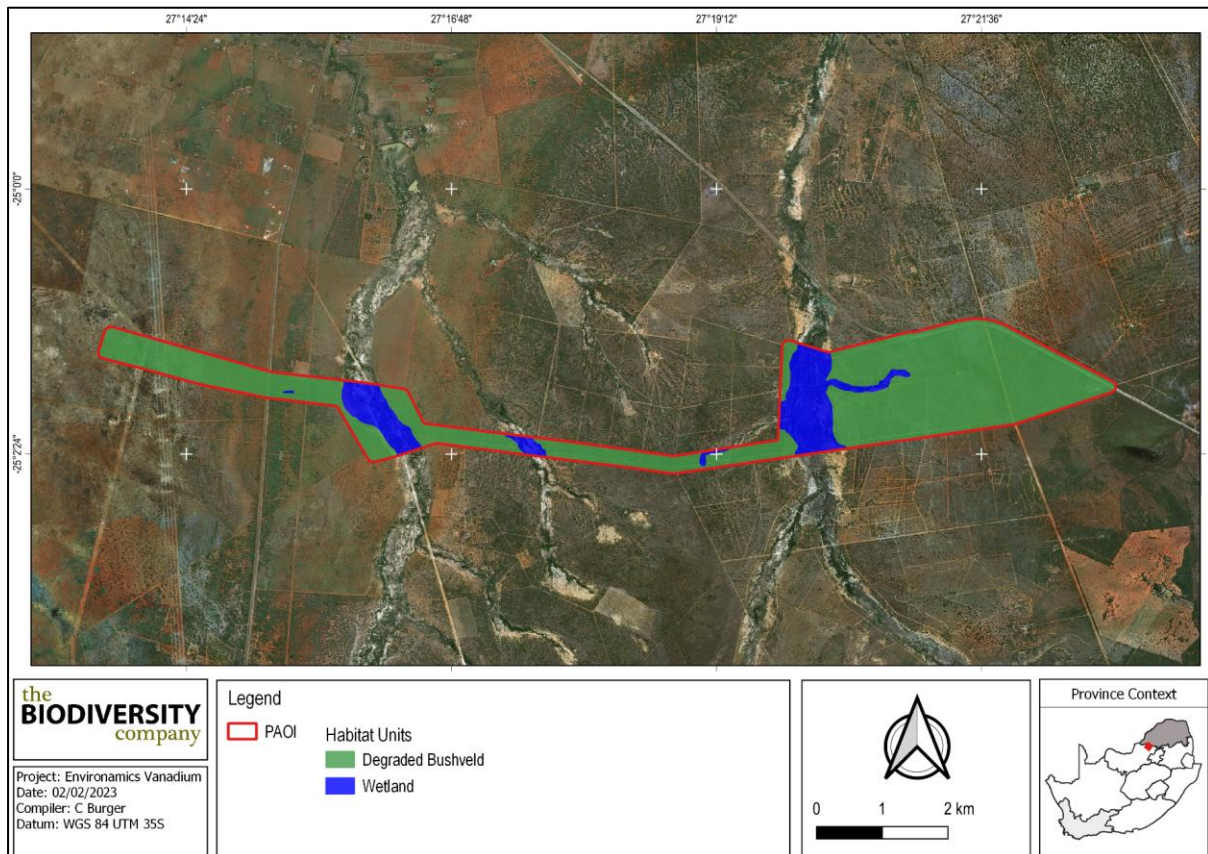 27°14'24"
27°16'48"
27°19'12"
27°21'36"
-25°0'0"
-25°2'24"
the
BIODIVERSITY
company
Project: Environamics Vanadium
Date: 02/02/2023
Compiler: C Burger
Datum: WGS 84 UTM 35S
Legend
PAOI
Habitat Units
Degraded Bushveld
Wetland
0 1 2 km
Province Context